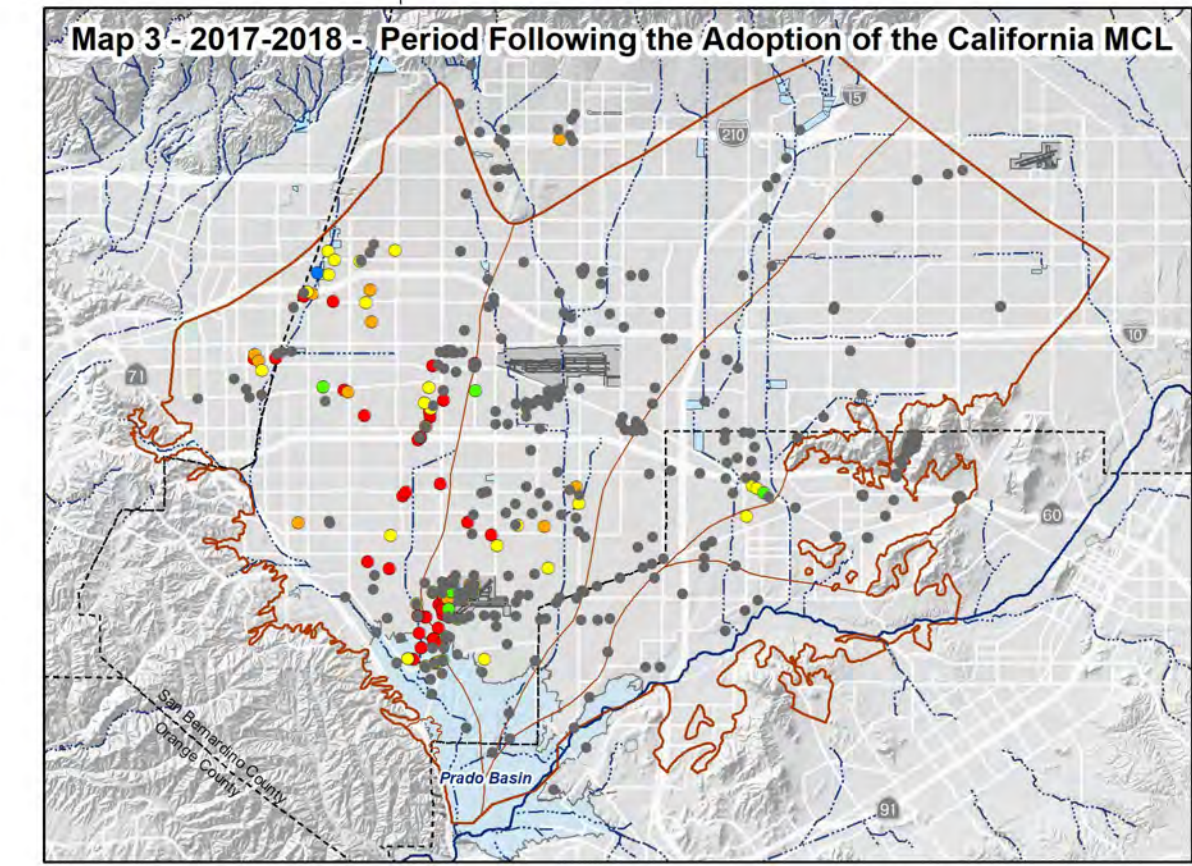 Map 3 - 2017-2018 - Period Following the Adoption of the California MCL
15
210
10
71
60
San Bernardino County
Orange County
Prado Basin
91